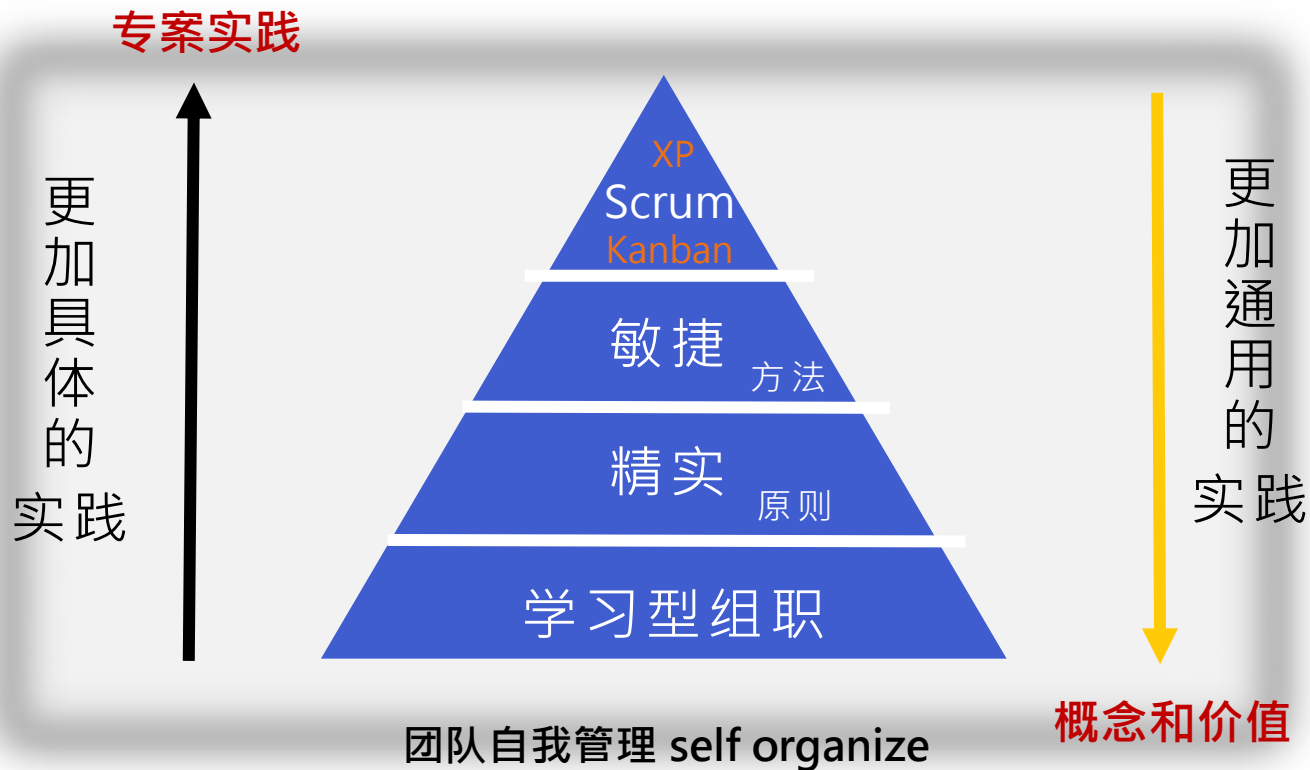 专案实践
更加具体的实践
XP
Scrum
Kanban
敏捷
方法
精实
原则
学习型组职
更加通用的实践
概念和价值
团队自我管理 self organize